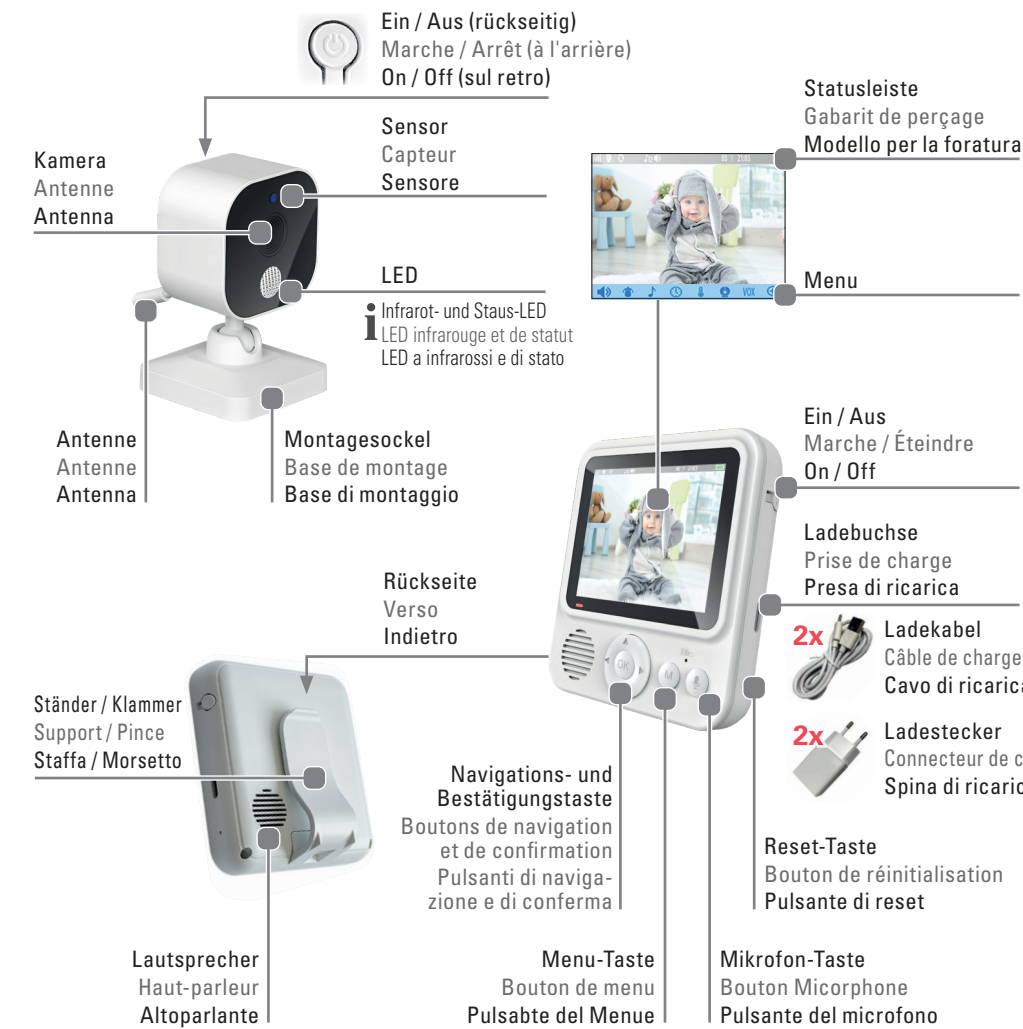 Ein / Aus (rückseitig)
Marche / Arrêt (à l'arrière)
On / Off (sul retro)
Statusleiste
Gabarit de perçage
Modello per la foratura
Sensor
Capteur
Sensore
Kamera
Antenne
Antenna
LED
i Infrarot- und Staus-LED
LED infrarouge et de statut
LED a infrarossi e di stato
VOX
Menu
Antenne
Antenne
Antenna
Montagesockel
Base de montage
Base di montaggio
Ein / Aus
Marche / Éteindre
On / Off
Ladebuchse
Prise de charge
Presa di ricarica
Rückseite
Verso
Indietro
2x
Ladekabel
Câble de charge
Cavo di ricarica
OK
M
Ständer / Klammer
Support / Pince
Staffa / Morsetto
2x
Ladestecker
Connecteur de c
Spina di ricaric
Navigations- und
Bestätigungstaste
Boutons de navigation
et de confirmation
Pulsanti di naviga-
zione e di conferma
Reset-Taste
Bouton de réinitialisation
Pulsante di reset
Lautsprecher
Haut-parleur
Altoparlante
Menu-Taste
Bouton de menu
Pulsabte del Menue
Mikrofon-Taste
Bouton Micorphone
Pulsante del microfono